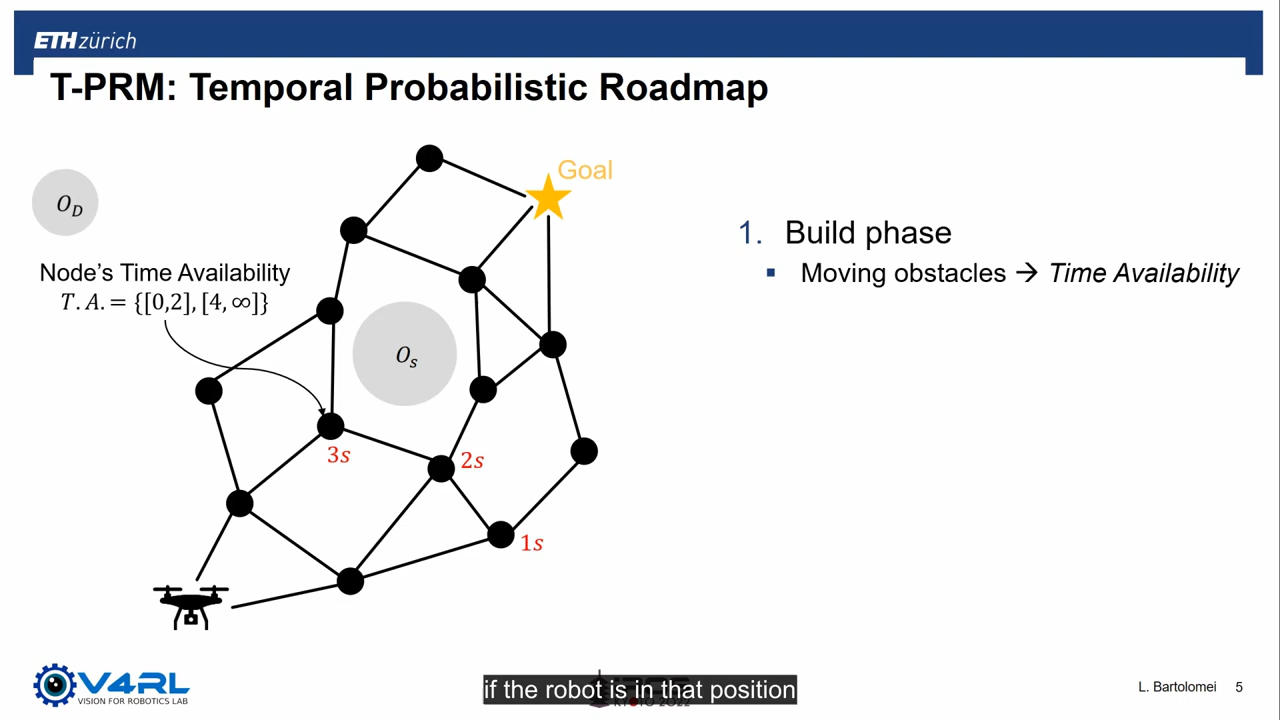 ETH zürich
T-PRM: Temporal Probabilistic Roadmap
Goal
O_D
1. Build phase
▪ Moving obstacles → Time Availability
Node's Time Availability
T.A.= {[0,2],[4,∞]}
O_s
3s
2s
1s
V4RL
VISION FOR ROBOTICS LAB
if the robot is in that position
L. Bartolomei 5